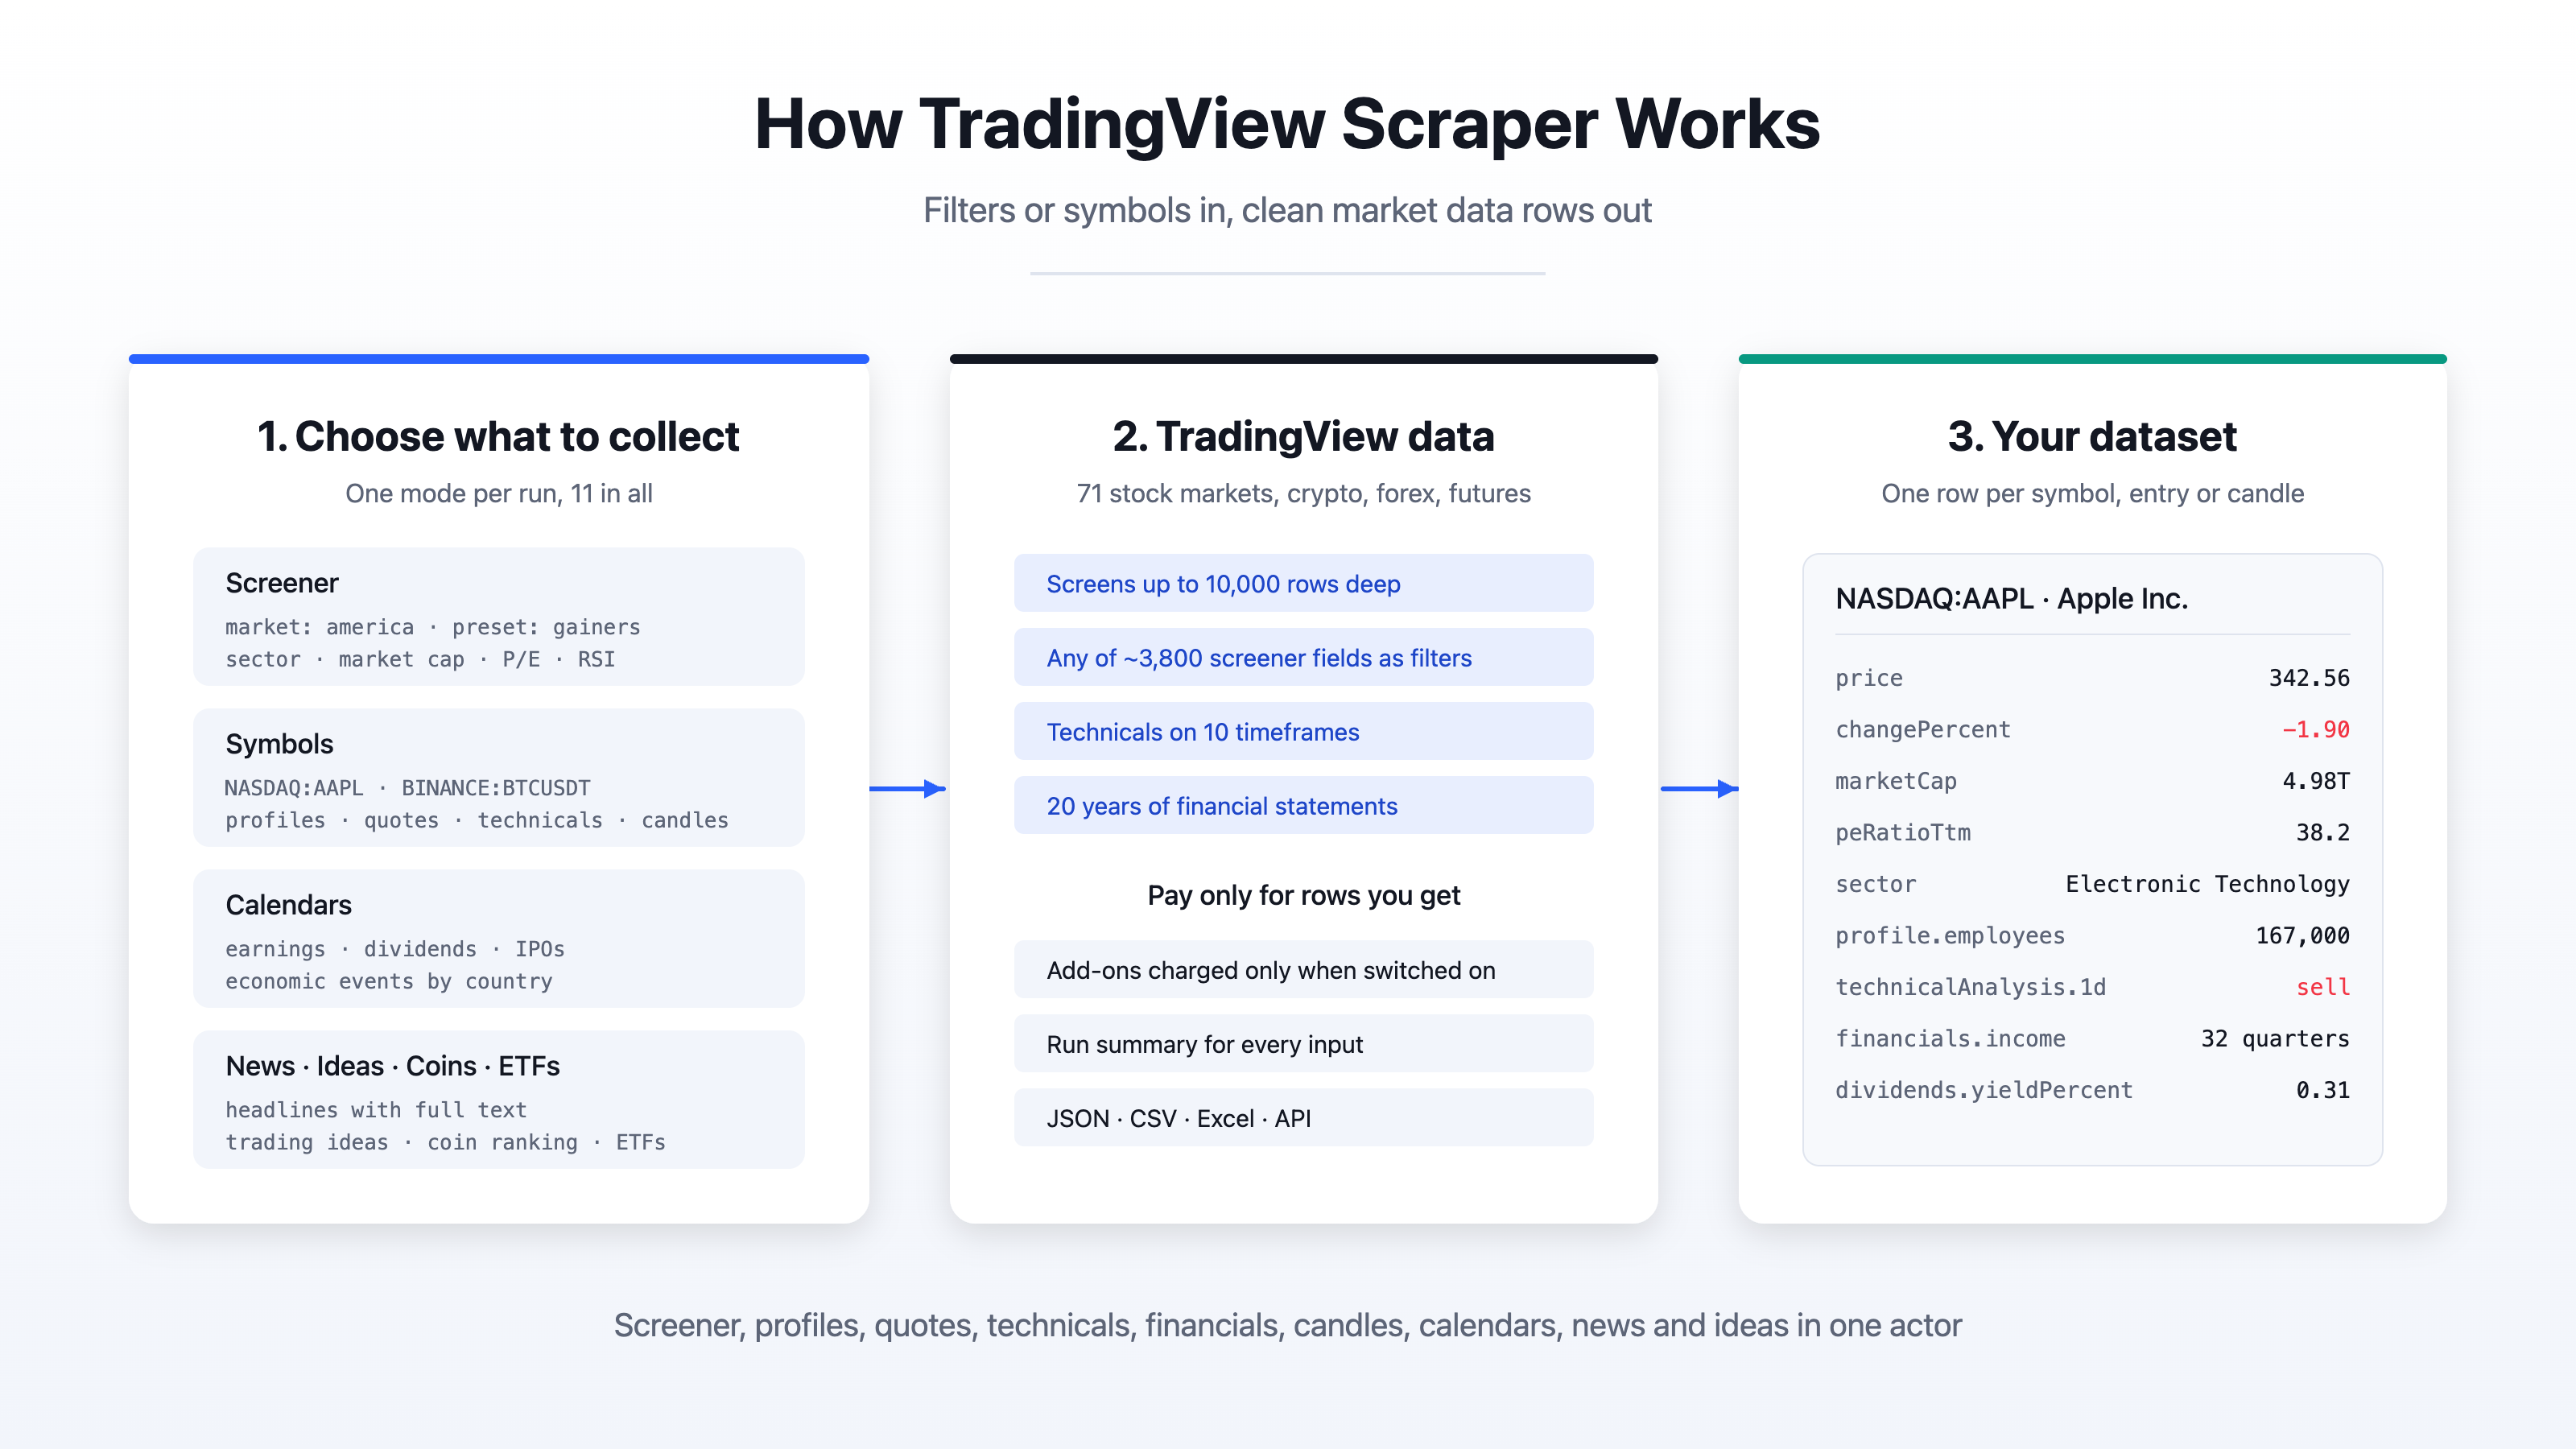 How TradingView Scraper Works
Filters or symbols in, clean market data rows out
1. Choose what to collect
One mode per run, 11 in all
Screener
market: america · preset: gainers
sector · market cap · P/E · RSI
Symbols
NASDAQ:AAPL · BINANCE:BTCUSDT
profiles · quotes · technicals · candles
Calendars
earnings · dividends · IPOs
economic events by country
News · Ideas · Coins · ETFs
headlines with full text
trading ideas · coin ranking · ETFs
2. TradingView data
71 stock markets, crypto, forex, futures
Screens up to 10,000 rows deep
Any of ~3,800 screener fields as filters
Technicals on 10 timeframes
20 years of financial statements
Pay only for rows you get
Add-ons charged only when switched on
Run summary for every input
JSON · CSV · Excel · API
3. Your dataset
One row per symbol, entry or candle
NASDAQ:AAPL · Apple Inc.
price 342.56
changePercent −1.90
marketCap 4.98T
peRatioTtm 38.2
sector Electronic Technology
profile.employees 167,000
technicalAnalysis.1d sell
financials.income 32 quarters
dividends.yieldPercent 0.31
Screener, profiles, quotes, technicals, financials, candles, calendars, news and ideas in one actor